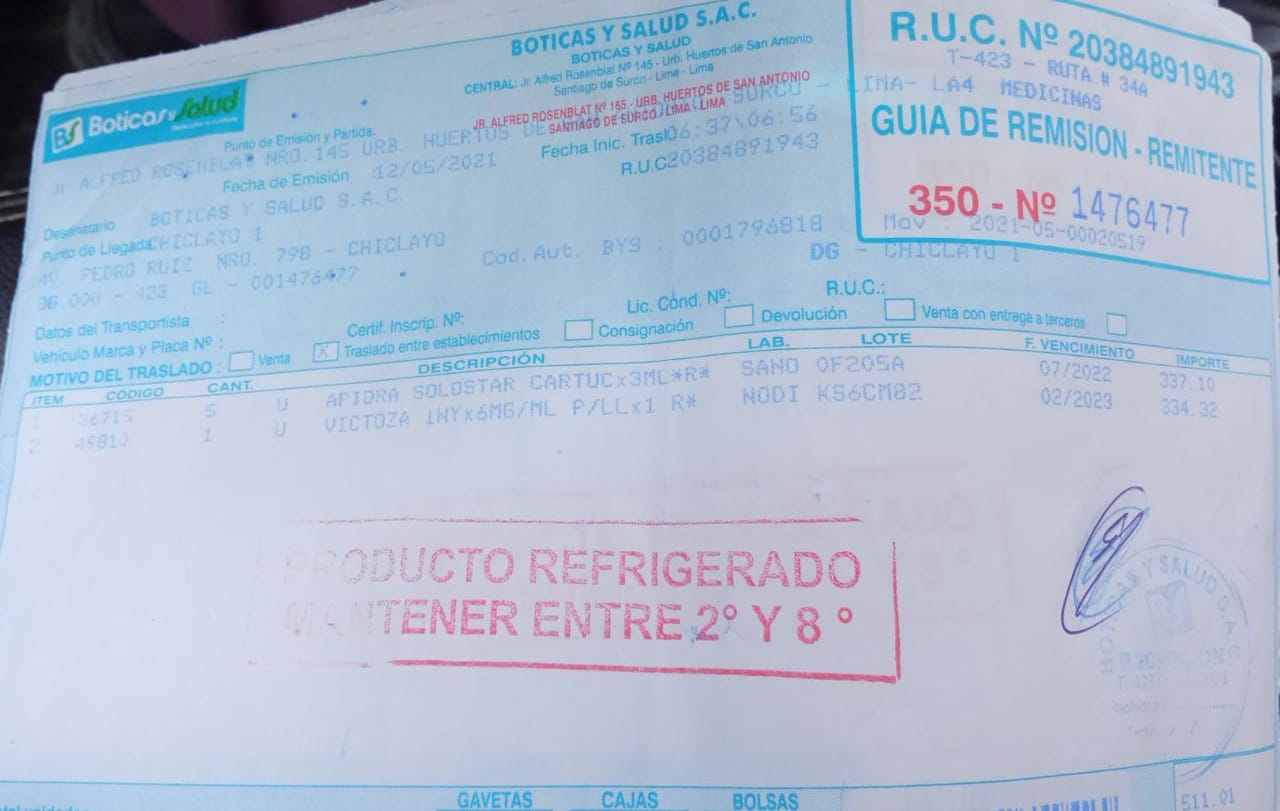 BOTICAS Y SALUD S.A.C.
BOTICAS Y SALUD
CENTRAL: Jr. Alfred Rosenblat Nº 145 - Urb. Huertos de San Antonio
Santiago de Surco - Lima - Lima
JR. ALFRED ROSENBLAT Nº 165 - URB. HUERTOS DE SAN ANTONIO
SANTIAGO DE SURCO - LIMA - LIMA
BS Boticas y Salud
R.U.C. Nº 20384891943
T-423 - RUTA # 34A
LIMA- LA4 MEDICINAS
GUIA DE REMISION - REMITENTE
350 - Nº 1476477
Mov : 2021-05-00020519
Punto de Emisión y Partida:
Jr ALFRED ROSENBLAT NRO.145 URB. HUERTOS DE SURCO -
Fecha de Emisión :12/05/2021 Fecha Inic. Trasl 06:37\06:56
R.U.C 20384891943
Destinatario BOTICAS Y SALUD S.A.C.
Punto de Llegada: CHICLAYO 1
AV. PEDRO RUIZ NRO. 798 - CHICLAYO Cod.Aut. BYS : 0001796818 DG - CHICLAYO 1
OG 000 - 423 GL - 001476477
Datos del Transportista : Lic. Cond. Nº: R.U.C.:
Vehículo Marca y Placa Nº : Certif. Inscrip. Nº:
MOTIVO DEL TRASLADO : Venta X Traslado entre establecimientos Consignación Devolución Venta con entrega a terceros
ITEM CÓDIGO CANT. DESCRIPCIÓN LAB. LOTE F. VENCIMIENTO IMPORTE
1 36715 5 U APIDRA SOLOSTAR CARTUCx3ML*R* SANO OF205A 07/2022 337.10
2 49810 1 U VICTOZA 1NYx6MG/ML P/LLx1 R* NODI KS6CM82 02/2023 334.32
PRODUCTO REFRIGERADO
MANTENER ENTRE 2° Y 8 °
BOTICAS Y SALUD S.A.C.
RECEPCION
GAVETAS CAJAS BOLSAS
511.01